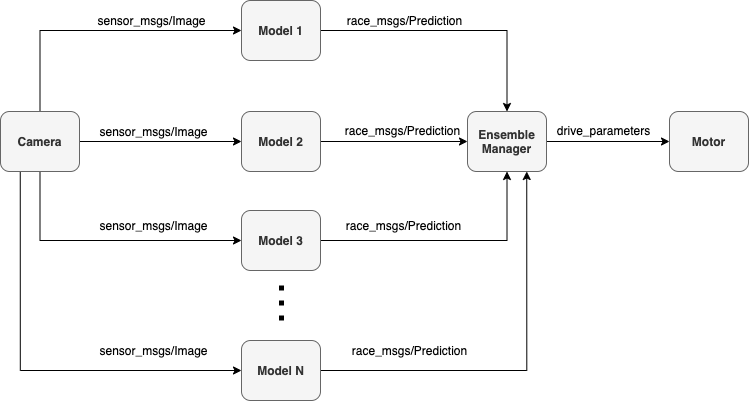 sensor_msgs/Image
Model 1
race_msgs/Prediction
Camera
sensor_msgs/Image
Model 2
race_msgs/Prediction
Ensemble
Manager
drive_parameters
Motor
sensor_msgs/Image
Model 3
race_msgs/Prediction
sensor_msgs/Image
Model N
race_msgs/Prediction